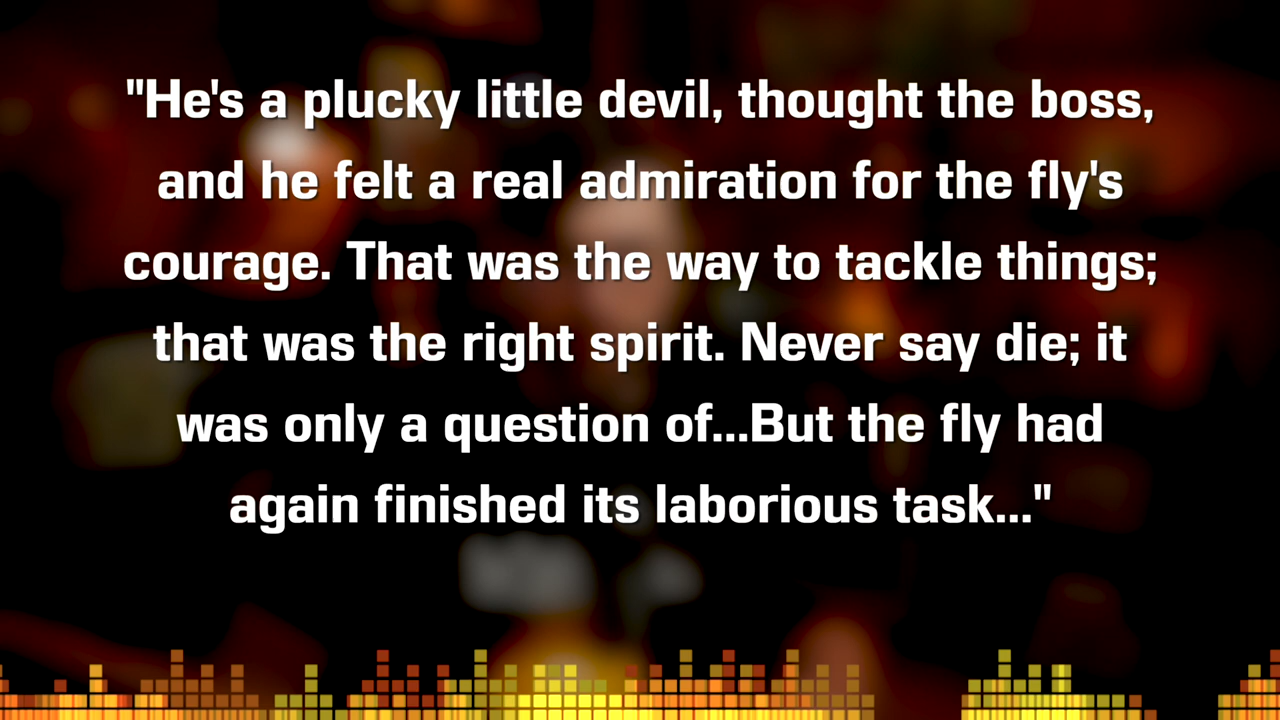 "He's a plucky little devil, thought the boss,
and he felt a real admiration for the fly's
courage. That was the way to tackle things;
that was the right spirit. Never say die; it
was only a question of...But the fly had
again finished its laborious task..."